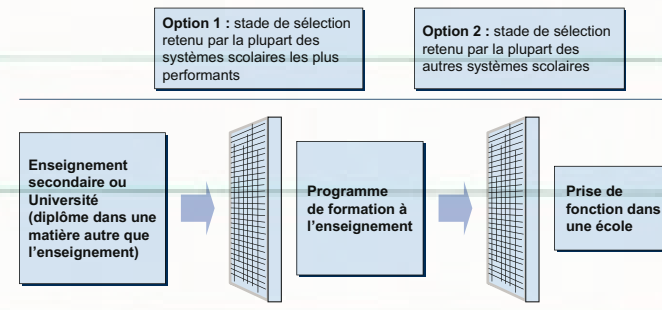 Option 1 : stade de sélection
retenu par la plupart des
systèmes scolaires les plus
performants
Option 2 : stade de sélection
retenu par la plupart des
autres systèmes scolaires
Enseignement
secondaire ou
Université
(diplôme dans une
matière autre que
l’enseignement)
Programme
de formation à
l’enseignement
Prise de
fonction dans
une école